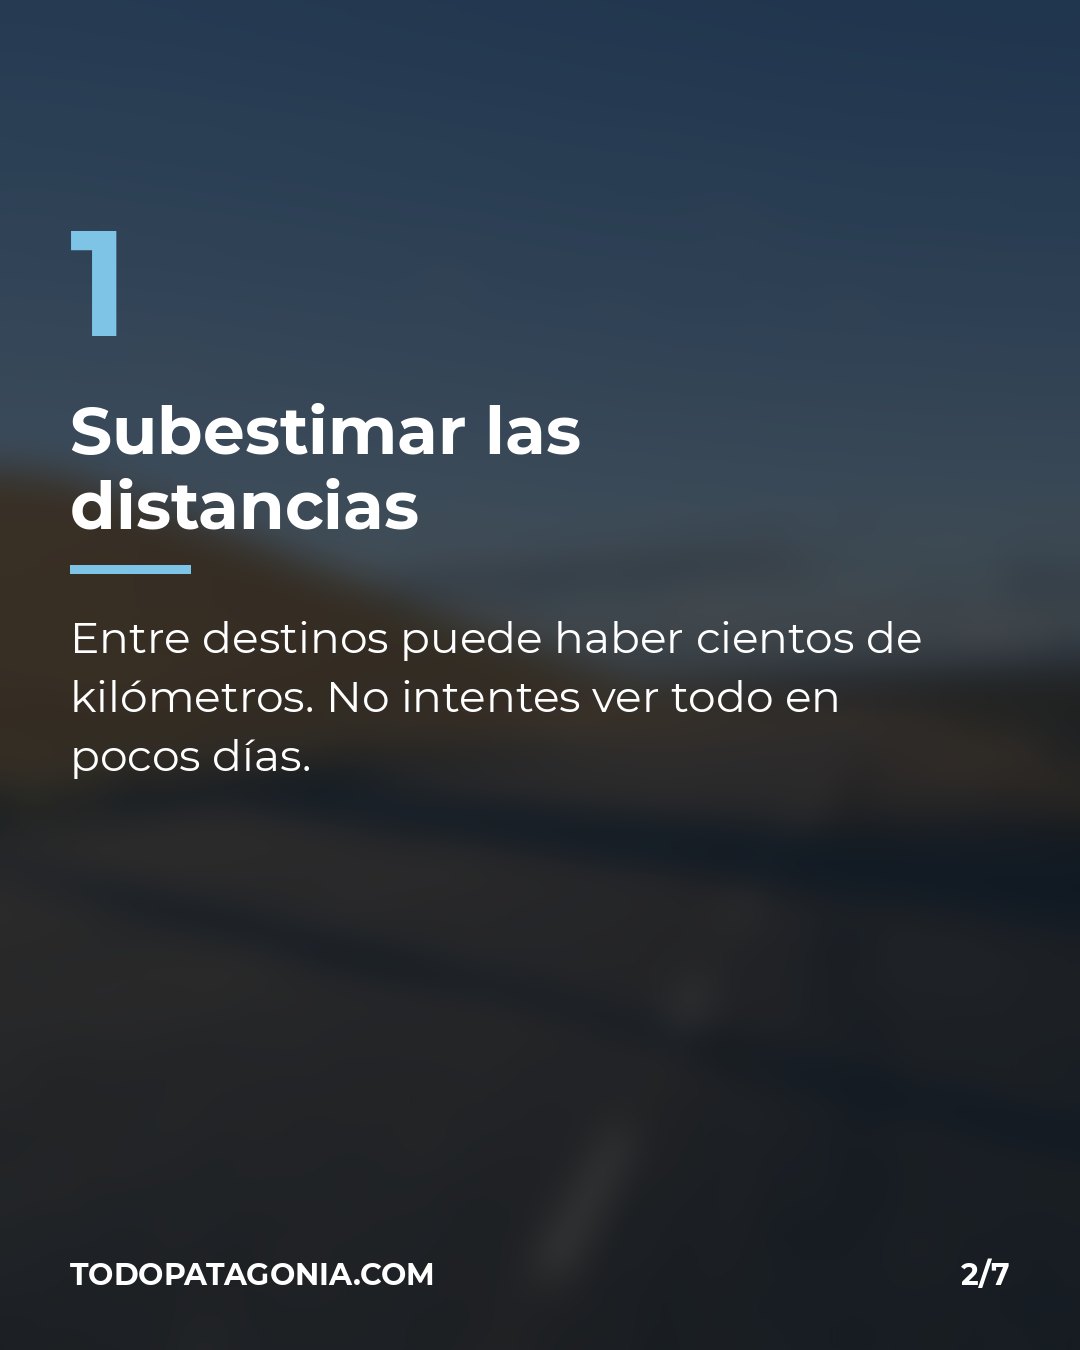 1
Subestimar las
distancias
Entre destinos puede haber cientos de
kilómetros. No intentes ver todo en
pocos días.
TODOPATAGONIA.COM
2/7